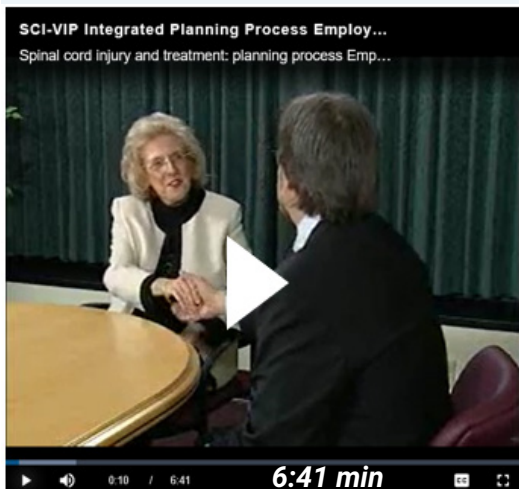 SCI-VIP Integrated Planning Process Employ...
Spinal cord injury and treatment: planning process Emp...
0:10 / 6:41 6:41 min CC